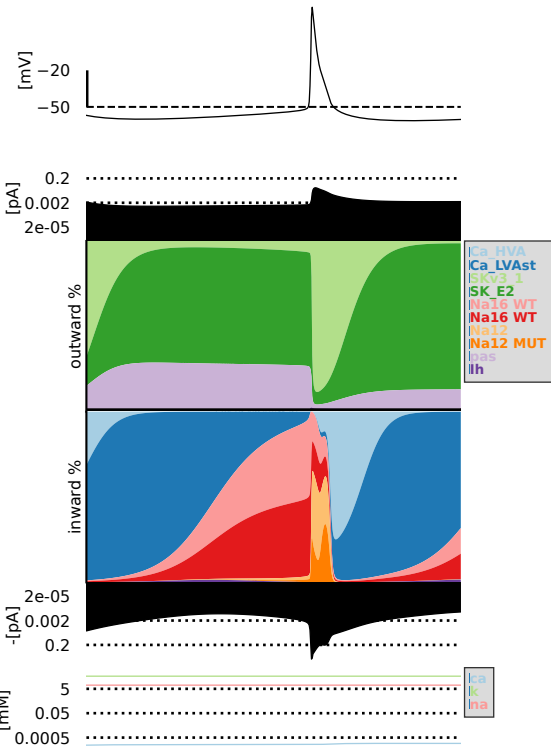 [mV]
−20
−50
[pA]
0.2
0.002
2e-05
outward %
Ca_HVA
Ca_LVAst
SKv3_1
SK_E2
Na16 WT
Na16 WT
Na12
Na12 MUT
pas
Ih
inward %
-[pA]
2e-05
0.002
0.2
[mM]
5
0.05
0.0005
ca
k
na